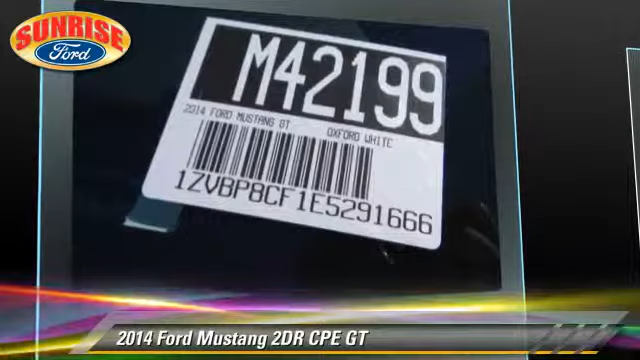 SUNRISE
Ford
M42199
2014 FORD MUSTANG GT OXFORD WHITE
1ZVBP8CF1E5291666
2014 Ford Mustang 2DR CPE GT